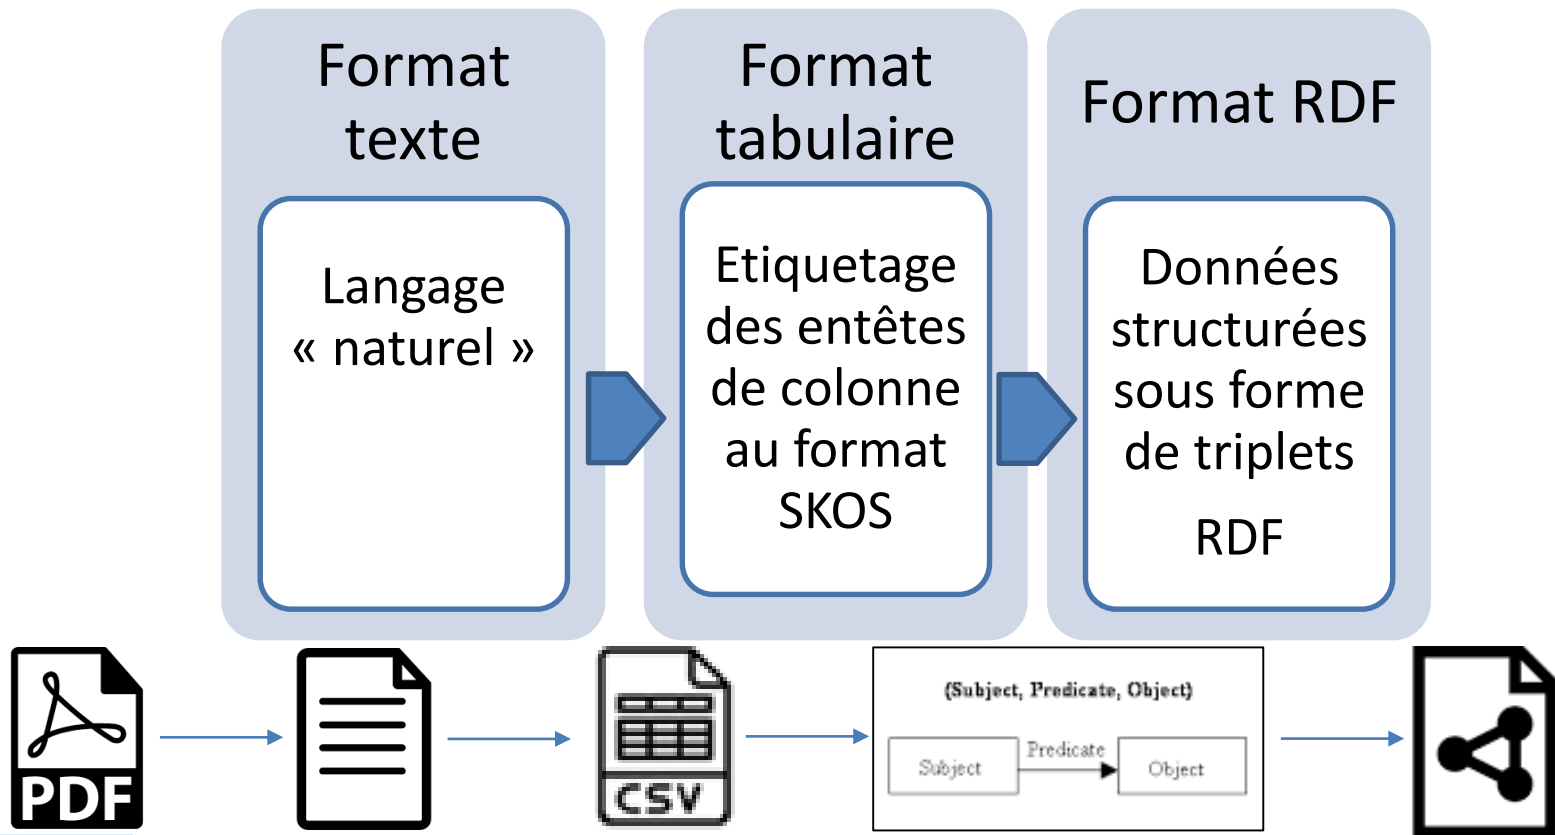 Format
texte
Langage
« naturel »
Format
tabulaire
Etiquetage
des entêtes
de colonne
au format
SKOS
Format RDF
Données
structurées
sous forme
de triplets
RDF
PDF
CSV
(Subject, Predicate, Object)
Subject
Predicate
Object